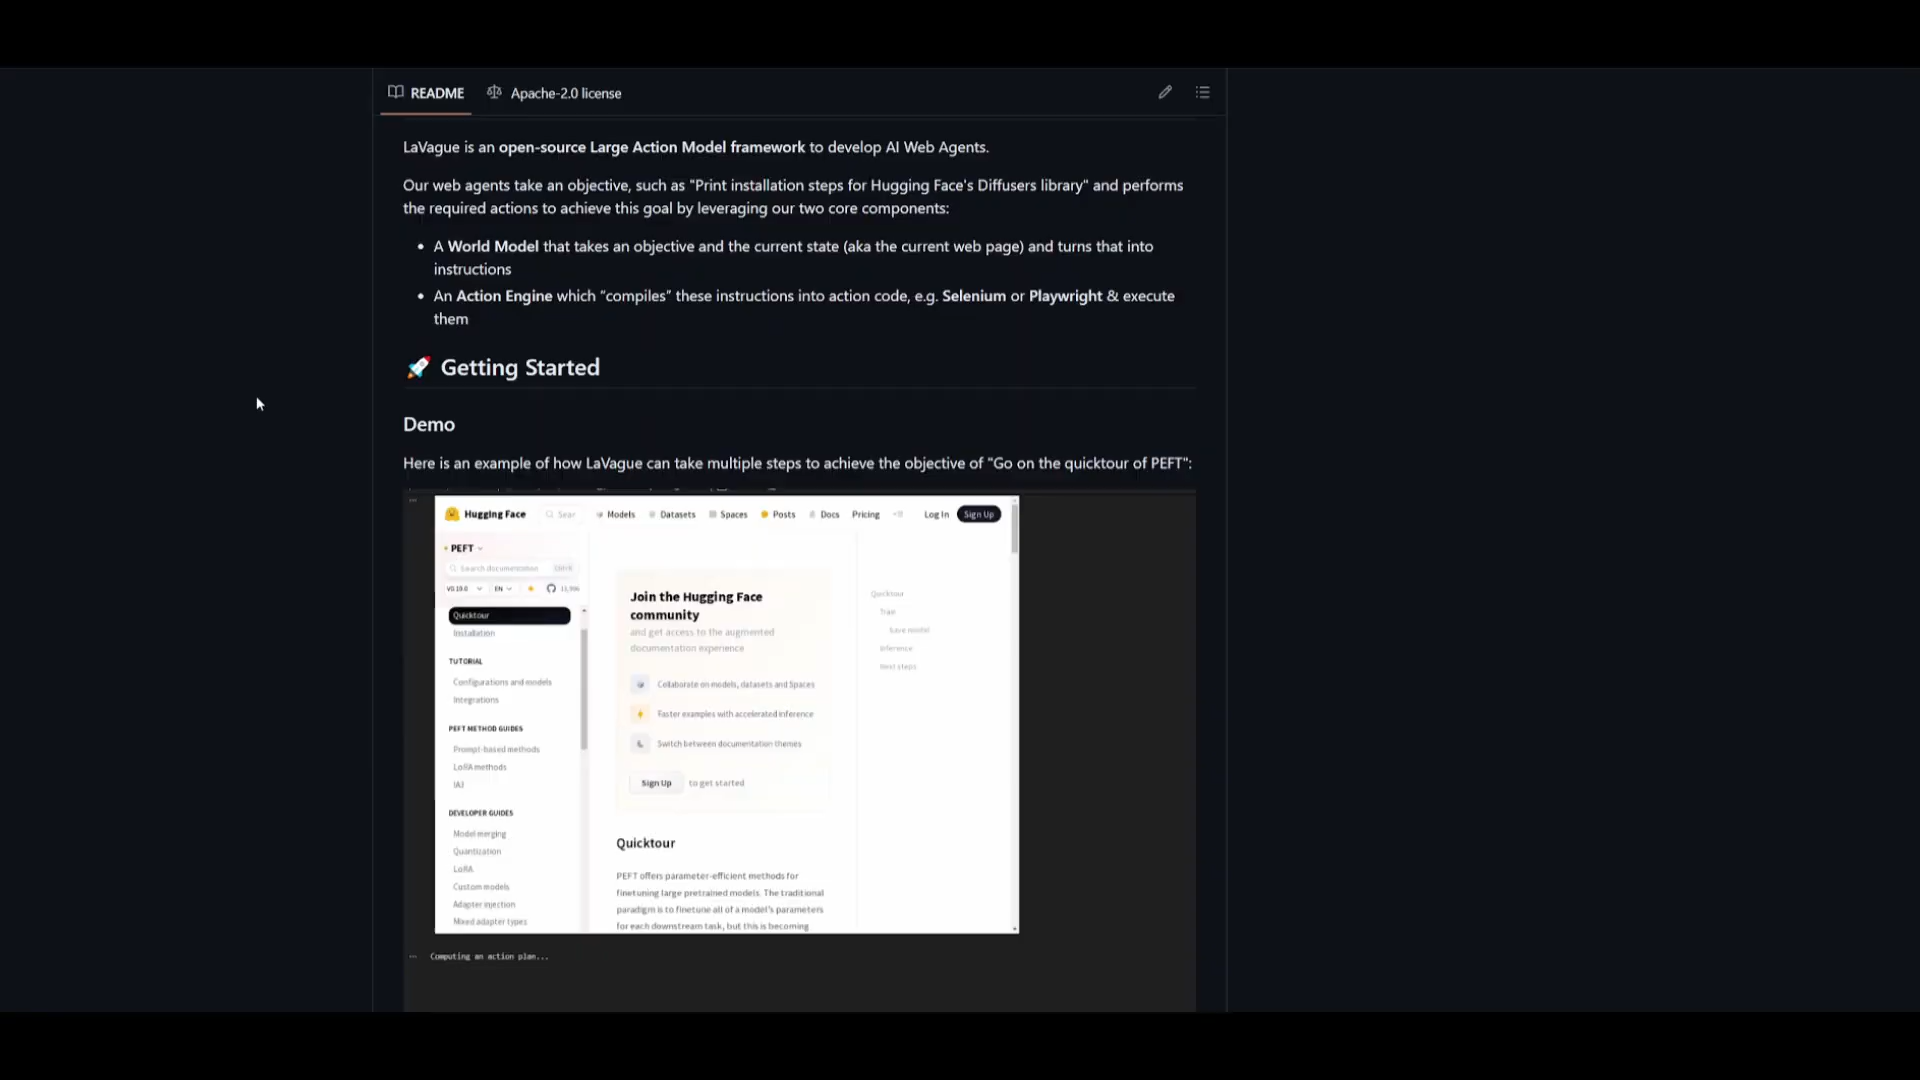 README
Apache-2.0 license
LaVague is an open-source Large Action Model framework to develop AI Web Agents.
Our web agents take an objective, such as "Print installation steps for Hugging Face's Diffusers library" and performs
the required actions to achieve this goal by leveraging our two core components:
• A World Model that takes an objective and the current state (aka the current web page) and turns that into
instructions
• An Action Engine which “compiles” these instructions into action code, e.g. Selenium or Playwright & execute
them
🚀 Getting Started
Demo
Here is an example of how LaVague can take multiple steps to achieve the objective of "Go on the quicktour of PEFT":
Hugging Face
Sear
Models
Datasets
Spaces
Posts
Docs
Pricing
Log In
Sign Up
PEFT
Search documentation
EN
Quicktour
Installation
TUTORIAL
Configurations and models
Integrations
PEFT METHOD GUIDES
Prompt-based methods
LoRA methods
IA3
DEVELOPER GUIDES
Model merging
Quantization
LoRA
Custom models
Adapter injection
Mixed adapter types
Join the Hugging Face
community
and get access to the augmented
documentation experience
Collaborate on models, datasets and Spaces
Faster examples with accelerated inference
Switch between documentation themes
Sign Up to get started
Quicktour
PEFT offers parameter-efficient methods for
finetuning large pretrained models. The traditional
paradigm is to finetune all of a model's parameters
for each downstream task, but this is becoming
Quicktour
Train
Save model
Inference
Next steps
Computing an action plan...